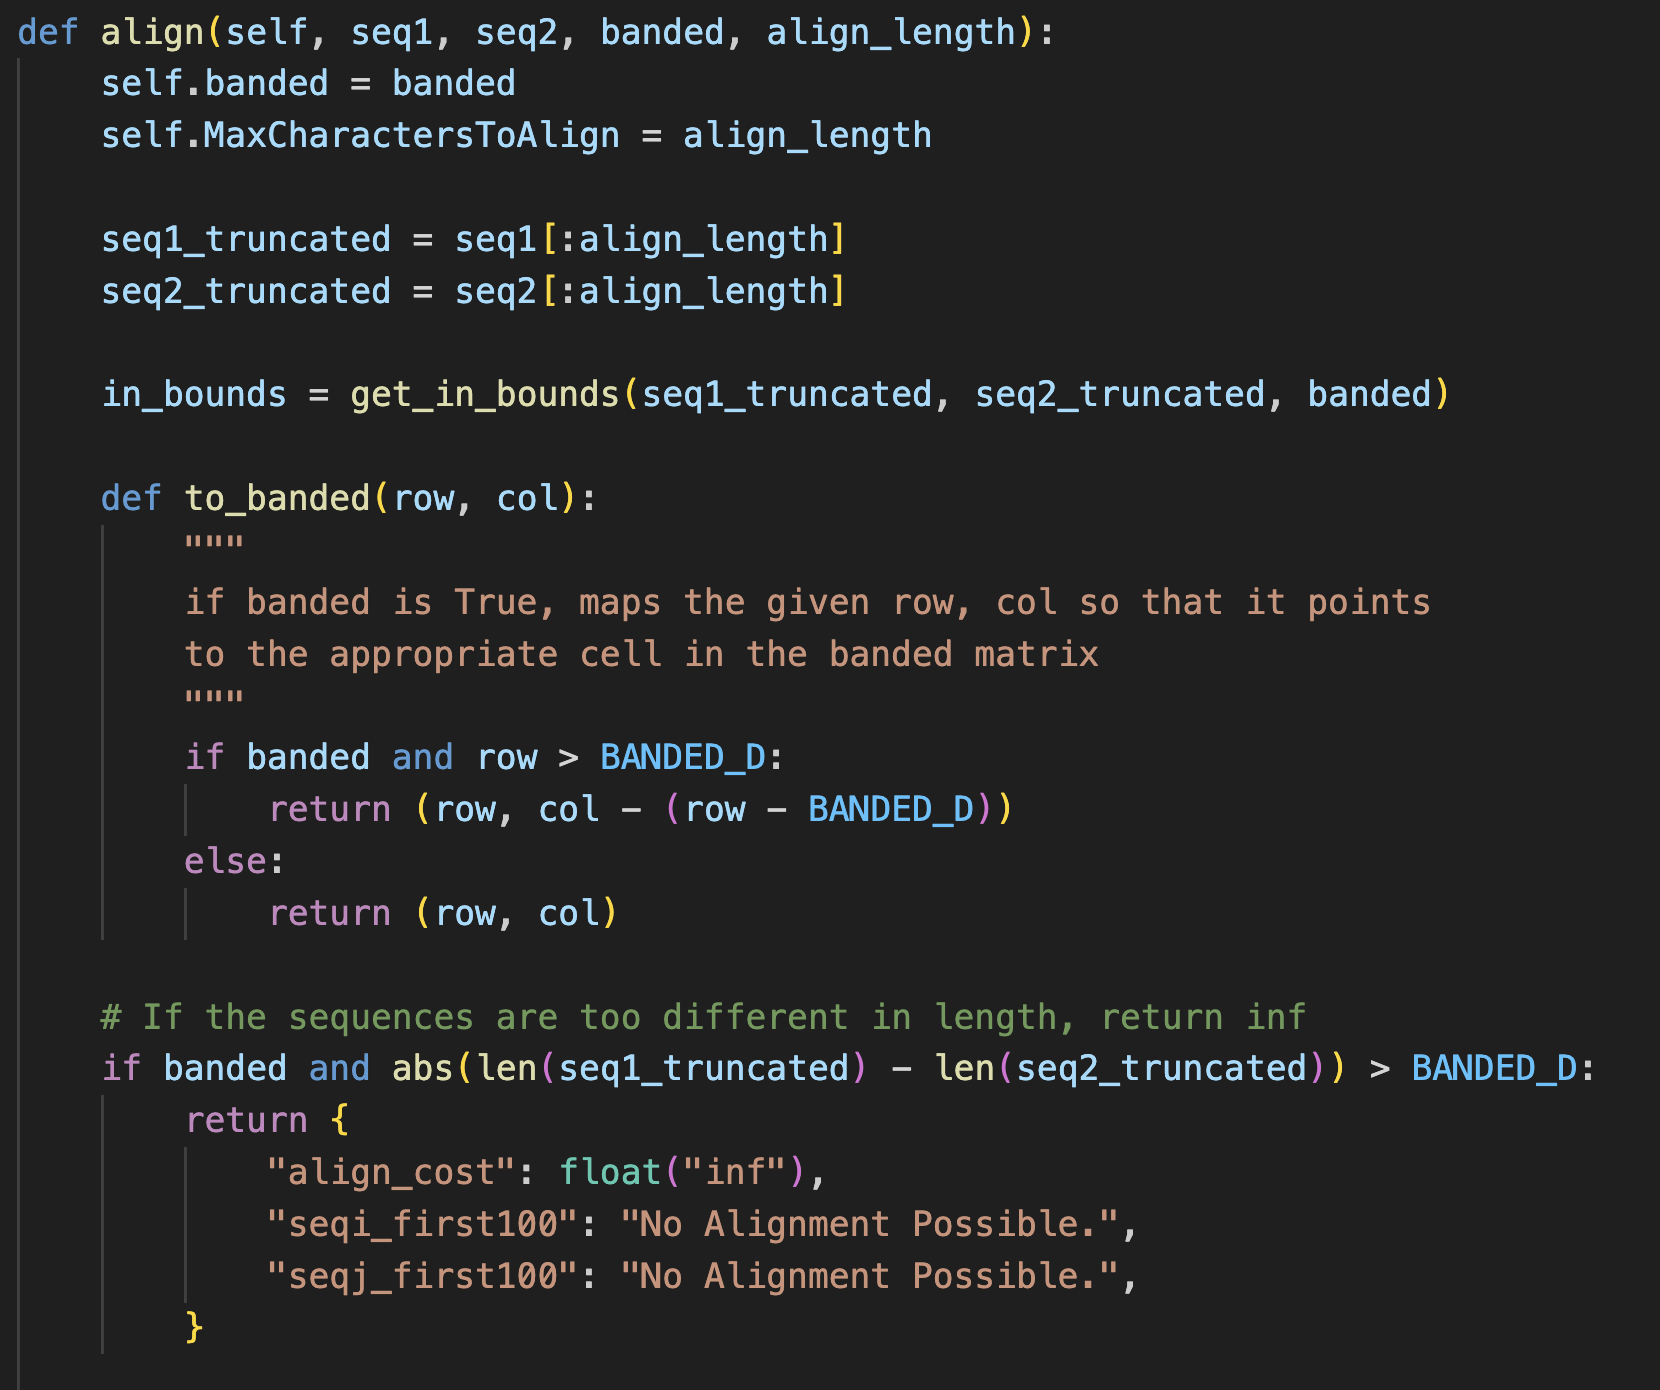 def align(self, seq1, seq2, banded, align_length):
    self.banded = banded
    self.MaxCharactersToAlign = align_length

    seq1_truncated = seq1[:align_length]
    seq2_truncated = seq2[:align_length]

    in_bounds = get_in_bounds(seq1_truncated, seq2_truncated, banded)

    def to_banded(row, col):
        """
        if banded is True, maps the given row, col so that it points
        to the appropriate cell in the banded matrix
        """
        if banded and row > BANDED_D:
            return (row, col - (row - BANDED_D))
        else:
            return (row, col)

    # If the sequences are too different in length, return inf
    if banded and abs(len(seq1_truncated) - len(seq2_truncated)) > BANDED_D:
        return {
            "align_cost": float("inf"),
            "seqi_first100": "No Alignment Possible.",
            "seqj_first100": "No Alignment Possible.",
        }